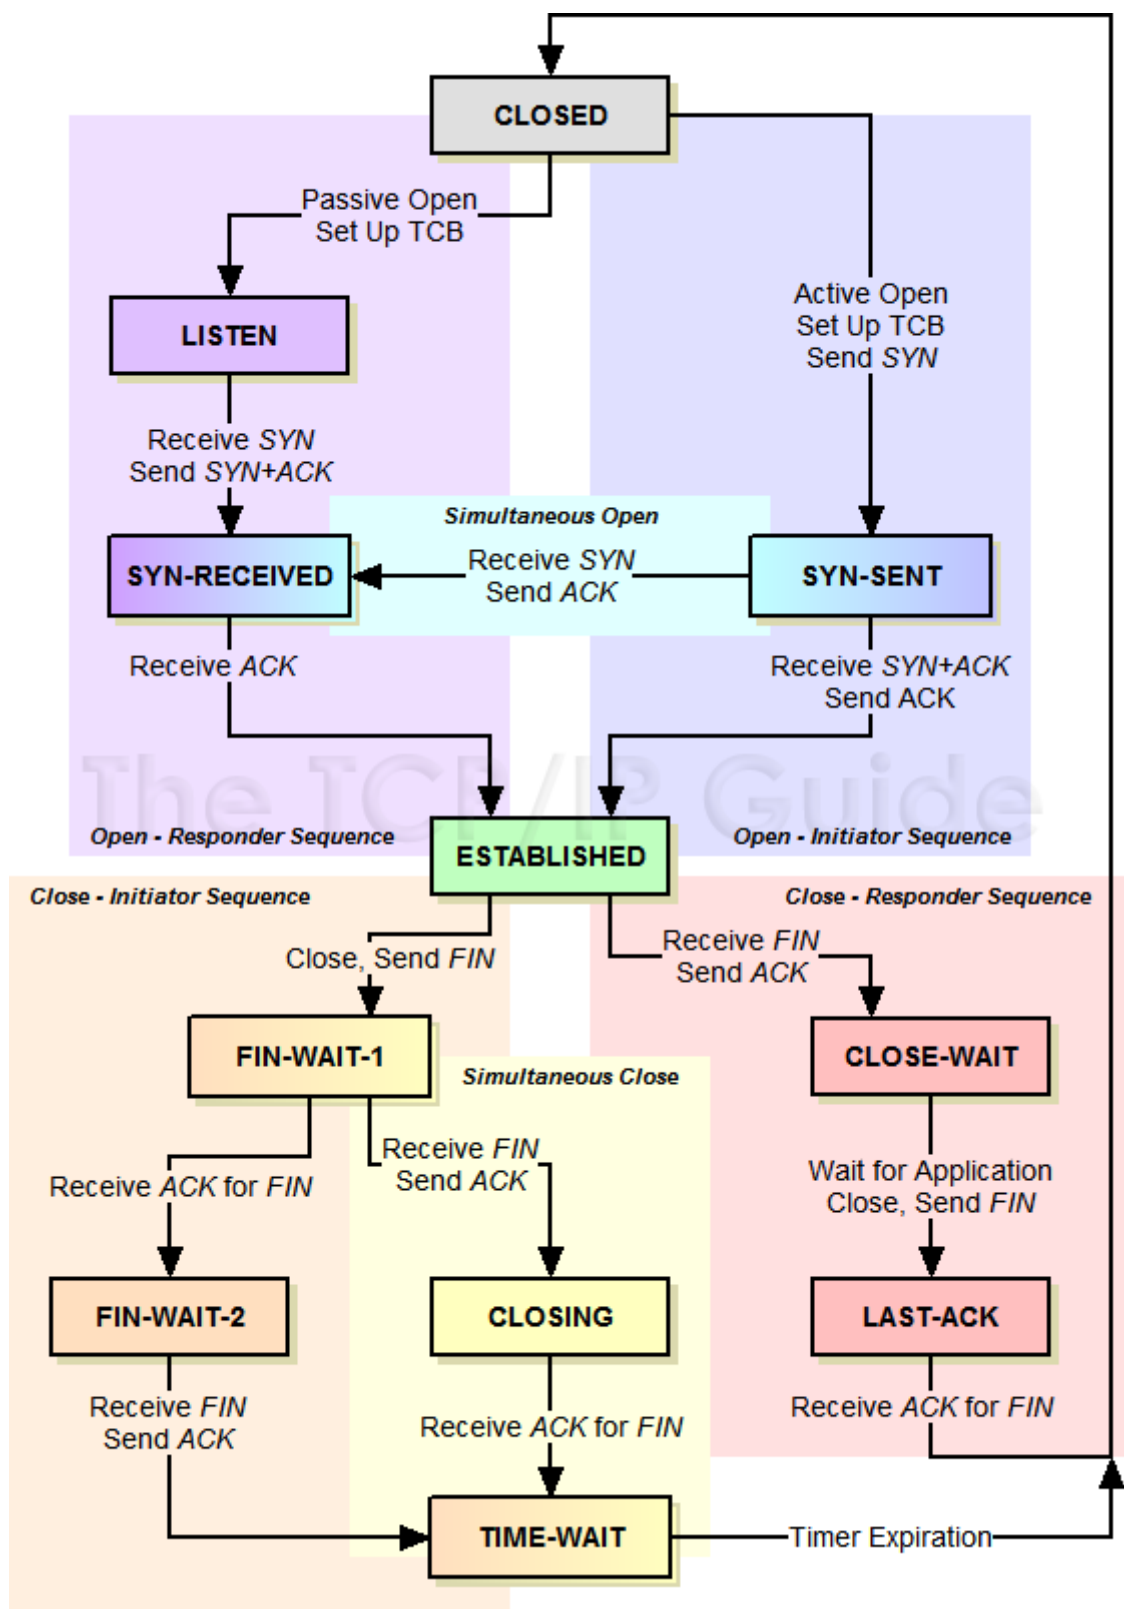 CLOSED
Passive Open
Set Up TCB
Active Open
Set Up TCB
Send SYN
LISTEN
Receive SYN
Send SYN+ACK
Simultaneous Open
SYN-RECEIVED
Receive SYN
Send ACK
SYN-SENT
Receive ACK
Receive SYN+ACK
Send ACK
The TCP/IP Guide
Open - Responder Sequence
Open - Initiator Sequence
ESTABLISHED
Close - Initiator Sequence
Close - Responder Sequence
Close, Send FIN
Receive FIN
Send ACK
FIN-WAIT-1
CLOSE-WAIT
Simultaneous Close
Receive FIN
Send ACK
Receive ACK for FIN
Wait for Application
Close, Send FIN
FIN-WAIT-2
CLOSING
LAST-ACK
Receive FIN
Send ACK
Receive ACK for FIN
Receive ACK for FIN
TIME-WAIT
Timer Expiration